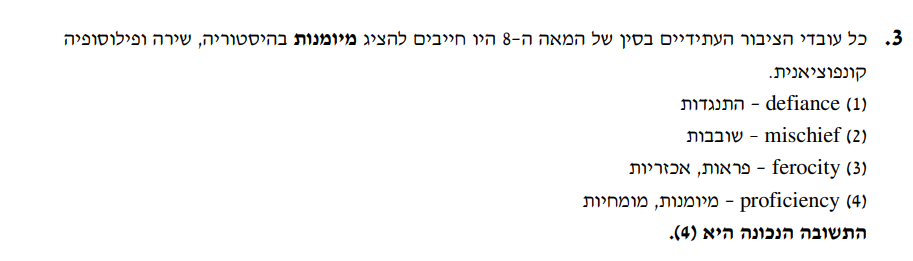 3. כל עובדי הציבור העתידיים בסין של המאה ה-8 היו חייבים להציג מיומנות בהיסטוריה, שירה ופילוסופיה
קונפוציאנית.
(1) defiance – התנגדות
(2) mischief – שובבות
(3) ferocity – פראות, אכזריות
(4) proficiency – מיומנות, מומחיות
התשובה הנכונה היא (4).